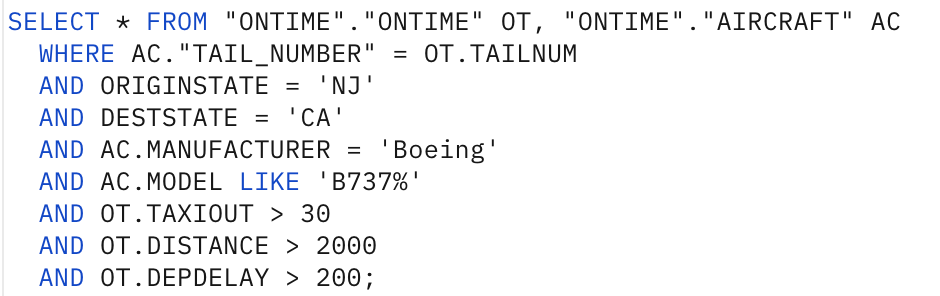 SELECT * FROM "ONTIME"."ONTIME" OT, "ONTIME"."AIRCRAFT" AC
WHERE AC."TAIL_NUMBER" = OT.TAILNUM
AND ORIGINSTATE = 'NJ'
AND DESTSTATE = 'CA'
AND AC.MANUFACTURER = 'Boeing'
AND AC.MODEL LIKE 'B737%'
AND OT.TAXIOUT > 30
AND OT.DISTANCE > 2000
AND OT.DEPDELAY > 200;